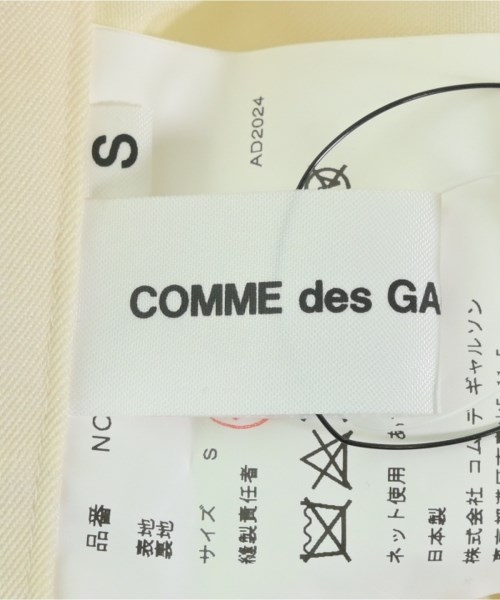 S
AD2024
COMME des GA
品番 NC
表地
裏地
サイズ S
縫製責任者
ネット使用
日本製
株式会社 コム デ ギャルソン